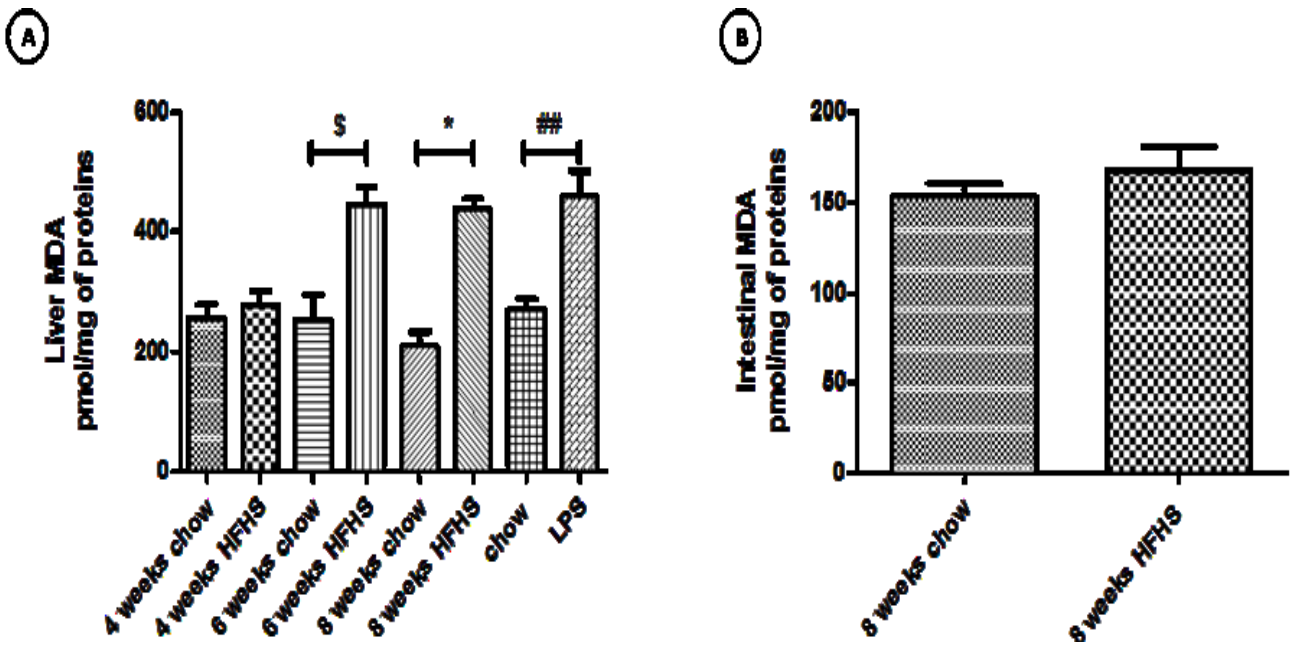 A
Liver MDA
pmol/mg of proteins
600
400
200
0
$
*
##
4 weeks chow
4 weeks HFHS
6 weeks chow
6 weeks HFHS
8 weeks chow
8 weeks HFHS
chow
LPS
B
Intestinal MDA
pmol/mg of proteins
200
150
100
50
0
8 weeks chow
8 weeks HFHS